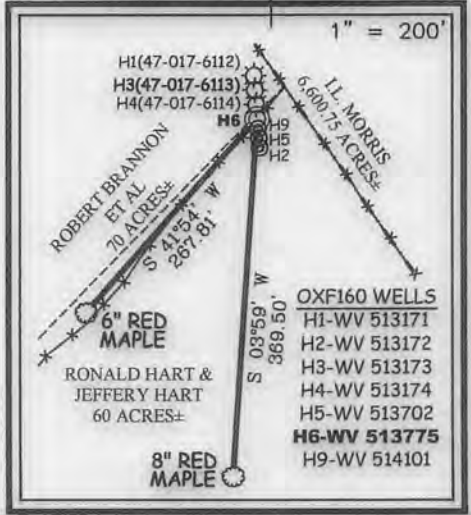 1" = 200'
H1(47-017-6112)
H3(47-017-6113)
H4(47-017-6114)
H6
H9
H5
H2
I.L. MORRIS
6,600.75 ACRES±
ROBERT BRANNON
ET AL
70 ACRES±
S 41°54' W
267.81'
S 03°59' W
369.50'
6" RED
MAPLE
RONALD HART &
JEFFERY HART
60 ACRES±
8" RED
MAPLE
OXF160 WELLS
H1-WV 513171
H2-WV 513172
H3-WV 513173
H4-WV 513174
H5-WV 513702
H6-WV 513775
H9-WV 514101